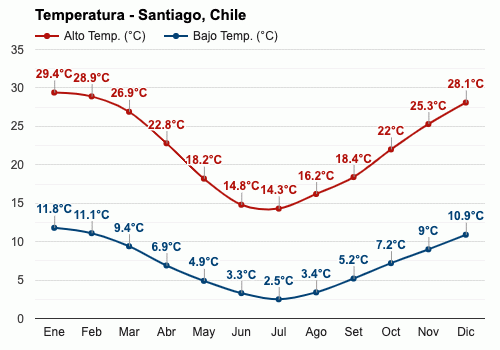 Temperatura - Santiago, Chile
Alto Temp. (°C) Bajo Temp. (°C)
35
30
25
20
15
10
5
0
29.4°C 28.9°C 26.9°C 22.8°C 18.2°C 14.8°C 14.3°C 16.2°C 18.4°C 22°C 25.3°C 28.1°C
11.8°C 11.1°C 9.4°C 6.9°C 4.9°C 3.3°C 2.5°C 3.4°C 5.2°C 7.2°C 9°C 10.9°C
Ene Feb Mar Abr May Jun Jul Ago Set Oct Nov Dic